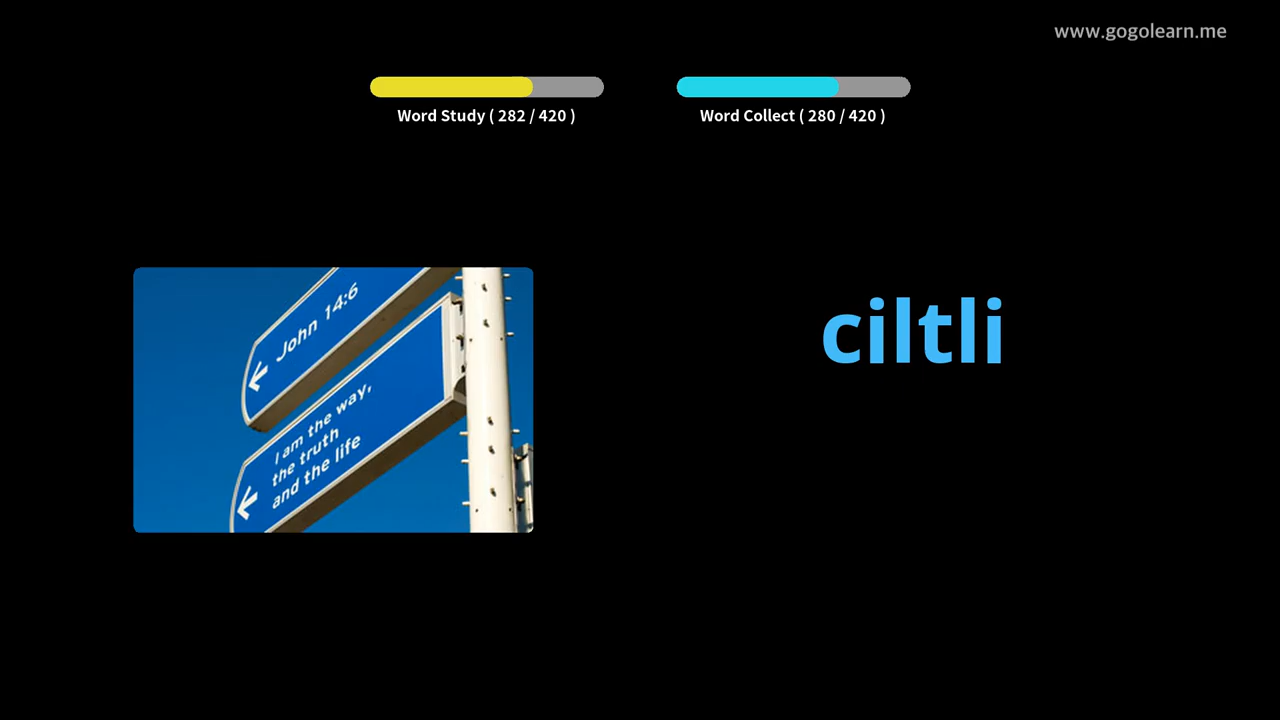 www.gogolearn.me
Word Study ( 282 / 420 )
Word Collect ( 280 / 420 )
John 14:6
I am the way,
the truth
and the life
ciltli